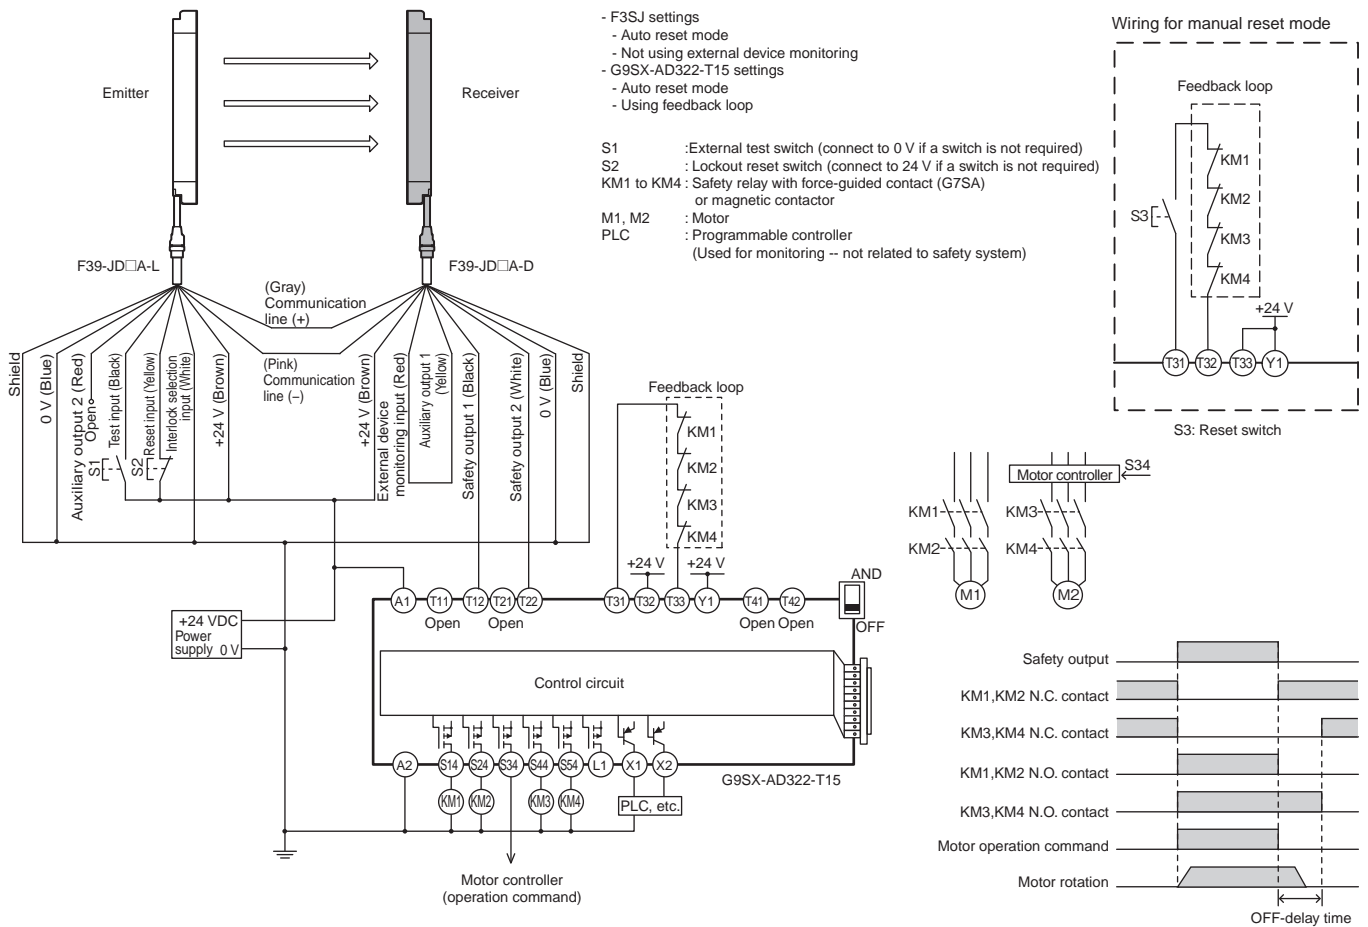 - F3SJ settings
- Auto reset mode
- Not using external device monitoring
- G9SX-AD322-T15 settings
- Auto reset mode
- Using feedback loop
S1 :External test switch (connect to 0 V if a switch is not required)
S2 : Lockout reset switch (connect to 24 V if a switch is not required)
KM1 to KM4 : Safety relay with force-guided contact (G7SA)
or magnetic contactor
M1, M2 : Motor
PLC : Programmable controller
(Used for monitoring -- not related to safety system)
Emitter
Receiver
F39-JD□A-L
F39-JD□A-D
(Gray)
Communication
line (+)
(Pink)
Communication
line (−)
Shield
0 V (Blue)
Auxiliary output 2 (Red)
Open
Test input (Black)
Reset input (Yellow)
Interlock selection
input (White)
+24 V (Brown)
S1
S2
+24 V (Brown)
External device
monitoring input (Red)
Auxiliary output 1
(Yellow)
Safety output 1 (Black)
Safety output 2 (White)
0 V (Blue)
Shield
Feedback loop
KM1
KM2
KM3
KM4
+24 V
+24 V
A1
T11
T12
T21
T22
T31
T32
T33
Y1
T41
T42
AND
OFF
Open
Open
Open
Open
+24 VDC
Power
supply 0 V
Control circuit
A2
S14
S24
S34
S44
S54
L1
X1
X2
G9SX-AD322-T15
KM1
KM2
KM3
KM4
PLC, etc.
Motor controller
(operation command)
Wiring for manual reset mode
Feedback loop
KM1
KM2
KM3
KM4
S3
+24 V
T31
T32
T33
Y1
S3: Reset switch
Motor controller
S34
KM1
KM3
KM2
KM4
M1
M2
Safety output
KM1,KM2 N.C. contact
KM3,KM4 N.C. contact
KM1,KM2 N.O. contact
KM3,KM4 N.O. contact
Motor operation command
Motor rotation
OFF-delay time